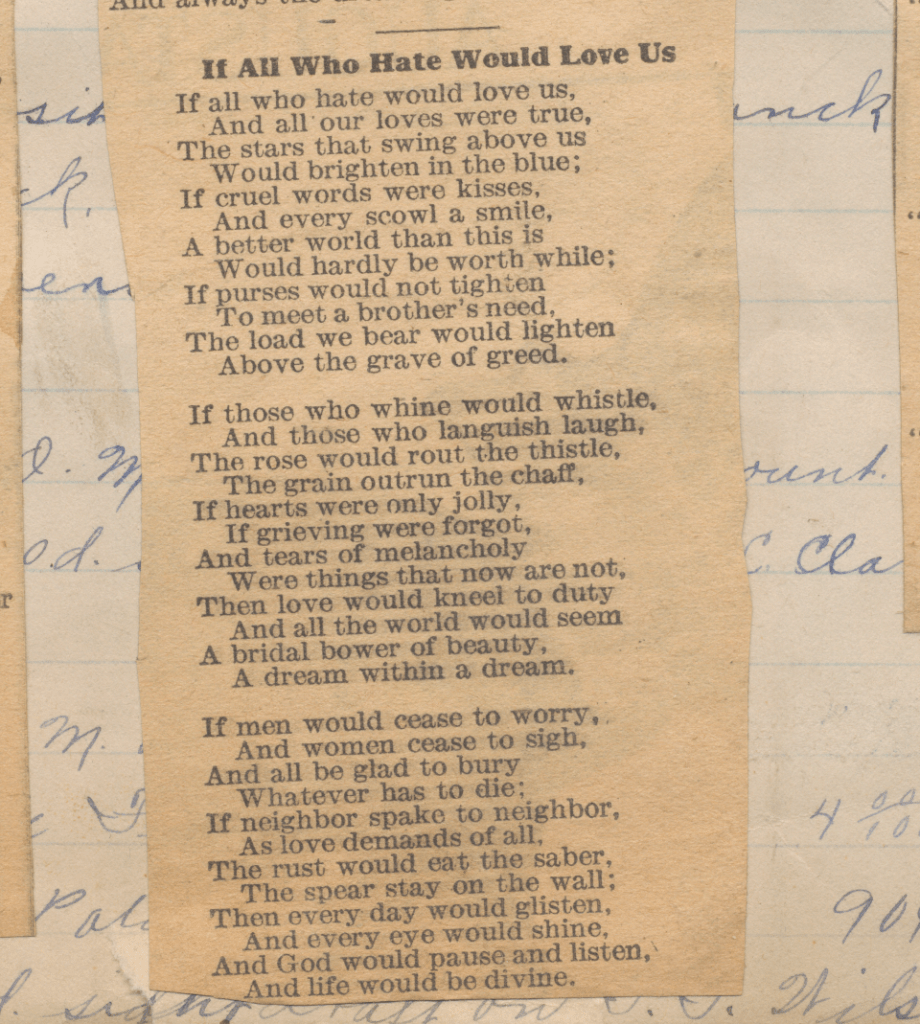 If All Who Hate Would Love Us
If all who hate would love us,
And all our loves were true,
The stars that swing above us
Would brighten in the blue;
If cruel words were kisses,
And every scowl a smile,
A better world than this is
Would hardly be worth while;
If purses would not tighten
To meet a brother's need,
The load we bear would lighten
Above the grave of greed.
If those who whine would whistle,
And those who languish laugh,
The rose would rout the thistle,
The grain outrun the chaff,
If hearts were only jolly,
If grieving were forgot,
And tears of melancholy
Were things that now are not,
Then love would kneel to duty
And all the world would seem
A bridal bower of beauty,
A dream within a dream.
If men would cease to worry,
And women cease to sigh,
And all be glad to bury
Whatever has to die;
If neighbor spake to neighbor,
As love demands of all,
The rust would eat the saber,
The spear stay on the wall;
Then every day would glisten,
And every eye would shine,
And God would pause and listen,
And life would be divine.